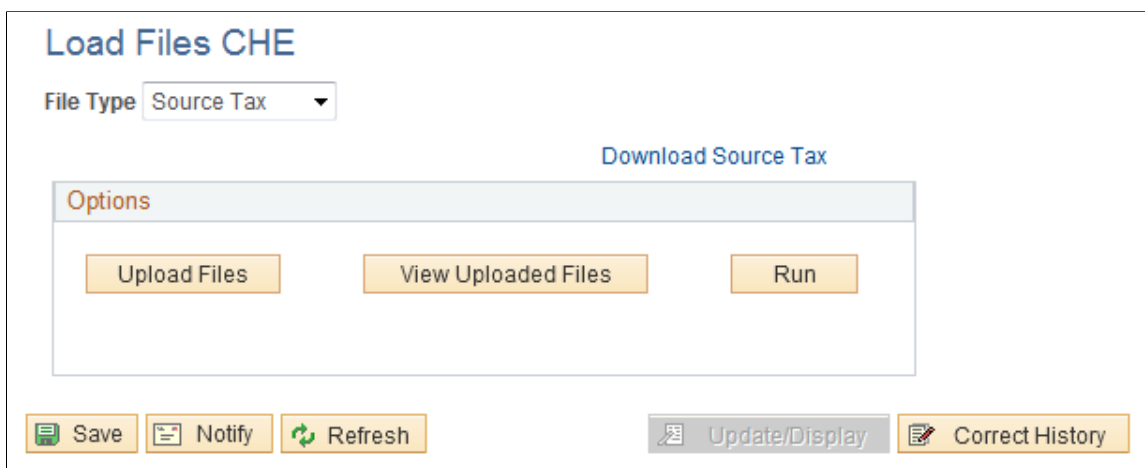 Load Files CHE
File Type Source Tax
Download Source Tax
Options
Upload Files View Uploaded Files Run
Save Notify Refresh Update/Display Correct History